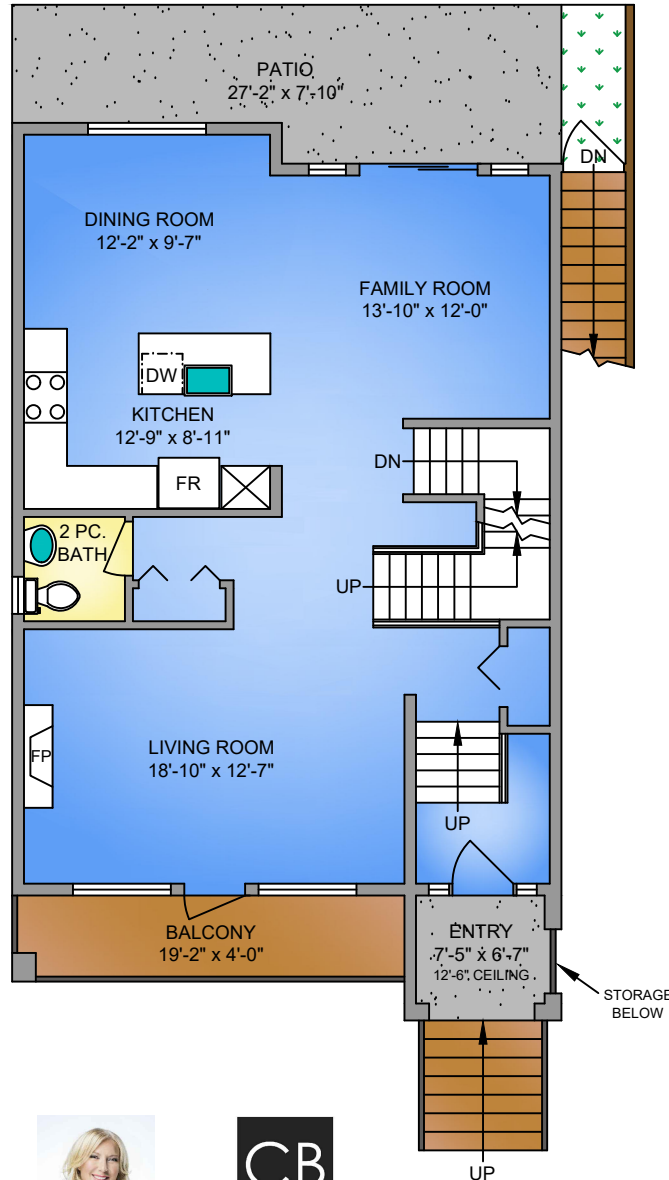 PATIO
27'-2" x 7'-10"
DN
DINING ROOM
12'-2" x 9'-7"
FAMILY ROOM
13'-10" x 12'-0"
DW
KITCHEN
12'-9" x 8'-11"
FR
DN
2 PC.
BATH
UP
FP
LIVING ROOM
18'-10" x 12'-7"
UP
BALCONY
19'-2" x 4'-0"
ENTRY
7'-5" x 6'-7"
12'-6" CEILING
STORAGE
BELOW
CB
UP